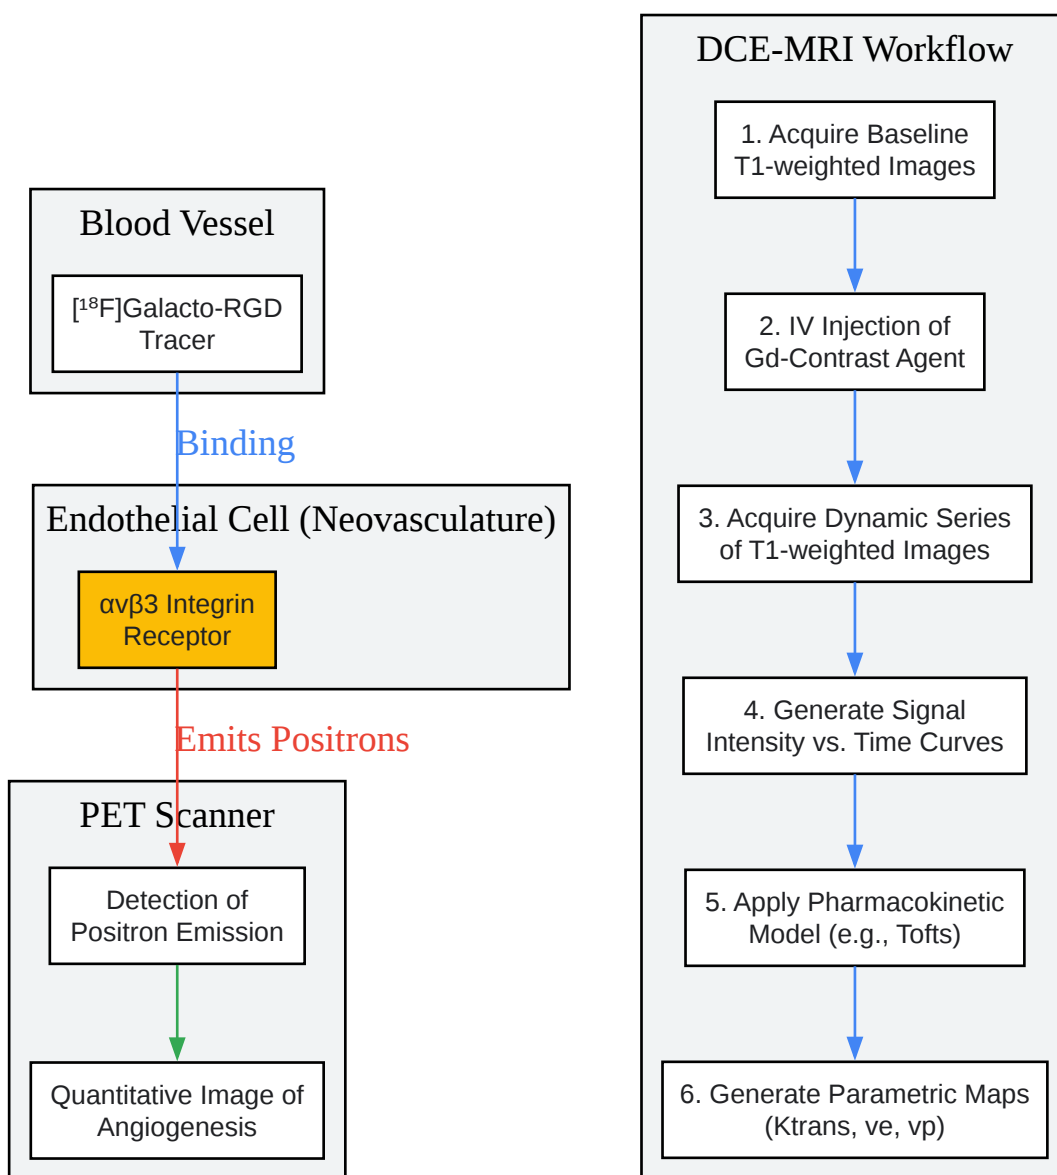 Blood Vessel
[¹⁸F]Galacto-RGD
Tracer
Binding
Endothelial Cell (Neovasculature)
αvβ3 Integrin
Receptor
Emits Positrons
PET Scanner
Detection of
Positron Emission
Quantitative Image of
Angiogenesis
DCE-MRI Workflow
1. Acquire Baseline
T1-weighted Images
2. IV Injection of
Gd-Contrast Agent
3. Acquire Dynamic Series
of T1-weighted Images
4. Generate Signal
Intensity vs. Time Curves
5. Apply Pharmacokinetic
Model (e.g., Tofts)
6. Generate Parametric Maps
(Ktrans, ve, vp)